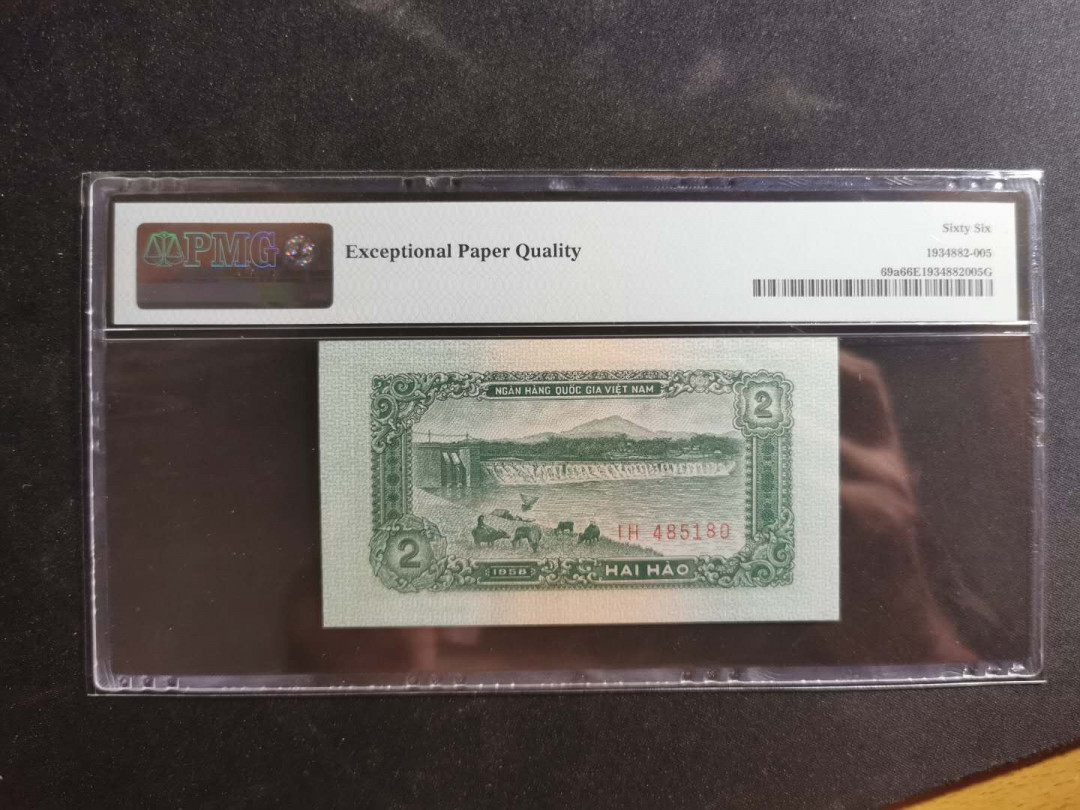 PMG
Exceptional Paper Quality
Sixty Six
1934882-005
69a66E1934882005G
NGÂN HÀNG QUỐC GIA VIỆT NAM
2
IH 485180
2
1958
HAI HÀO